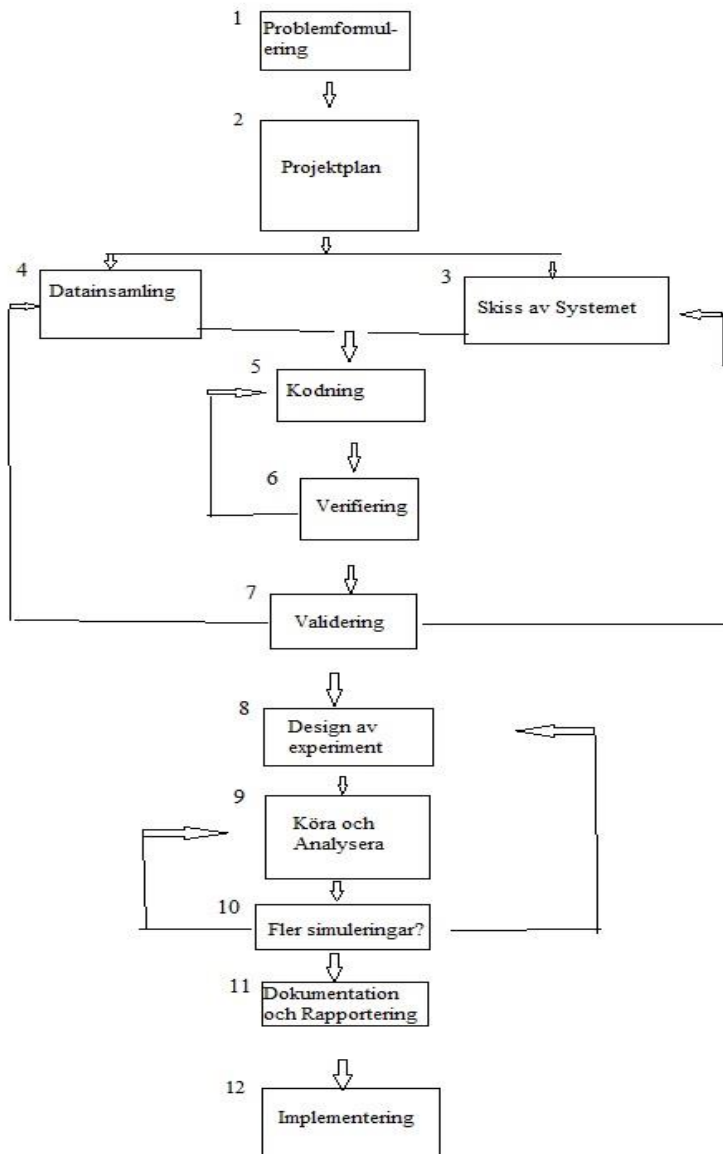 1
Problemformul-
ering
2
Projektplan
4
Datainsamling
3
Skiss av Systemet
5
Kodning
6
Verifiering
7
Validering
8
Design av
experiment
9
Köra och
Analysera
10
Fler simuleringar?
11
Dokumentation
och Rapportering
12
Implementering